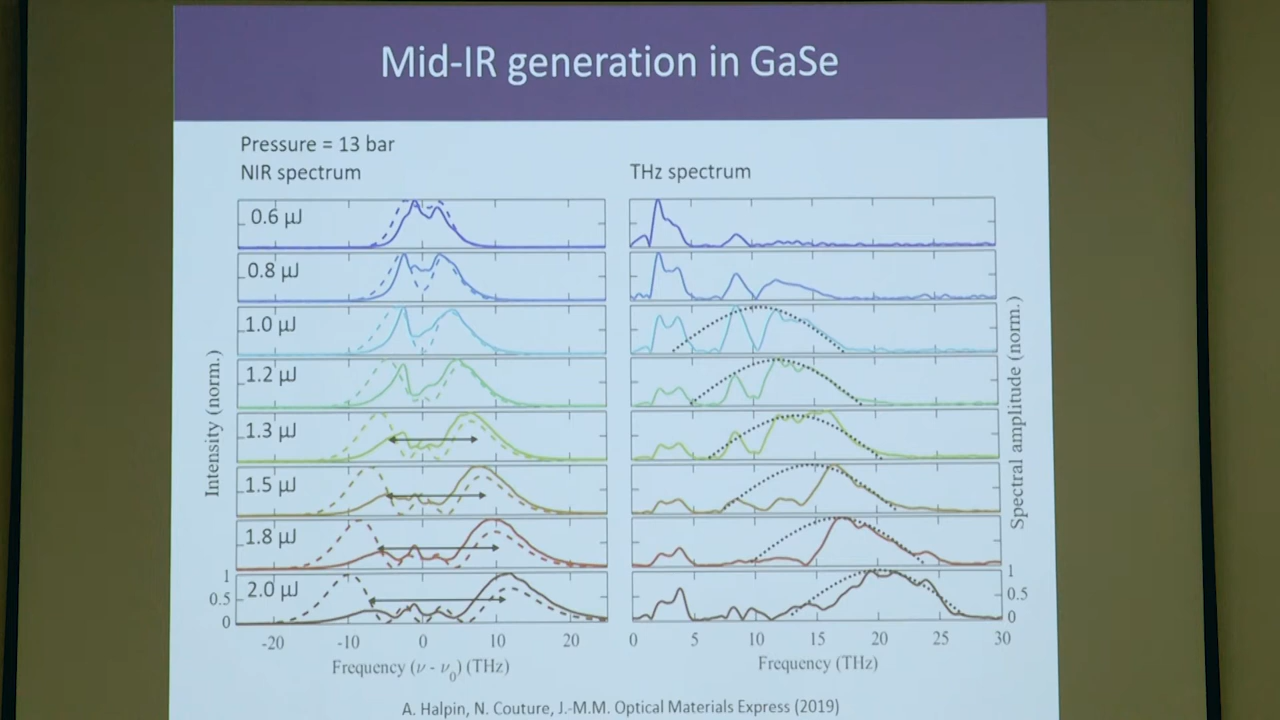 Mid-IR generation in GaSe
Pressure = 13 bar
NIR spectrum
THz spectrum
0.6 µJ
0.8 µJ
1.0 µJ
1.2 µJ
1.3 µJ
1.5 µJ
1.8 µJ
2.0 µJ
Intensity (norm.)
1
0.5
0
-20 -10 0 10 20
Frequency (ν - ν0) (THz)
Spectral amplitude (norm.)
1
0.5
0
0 5 10 15 20 25 30
Frequency (THz)
A. Halpin, N. Couture, J.-M.M. Optical Materials Express (2019)